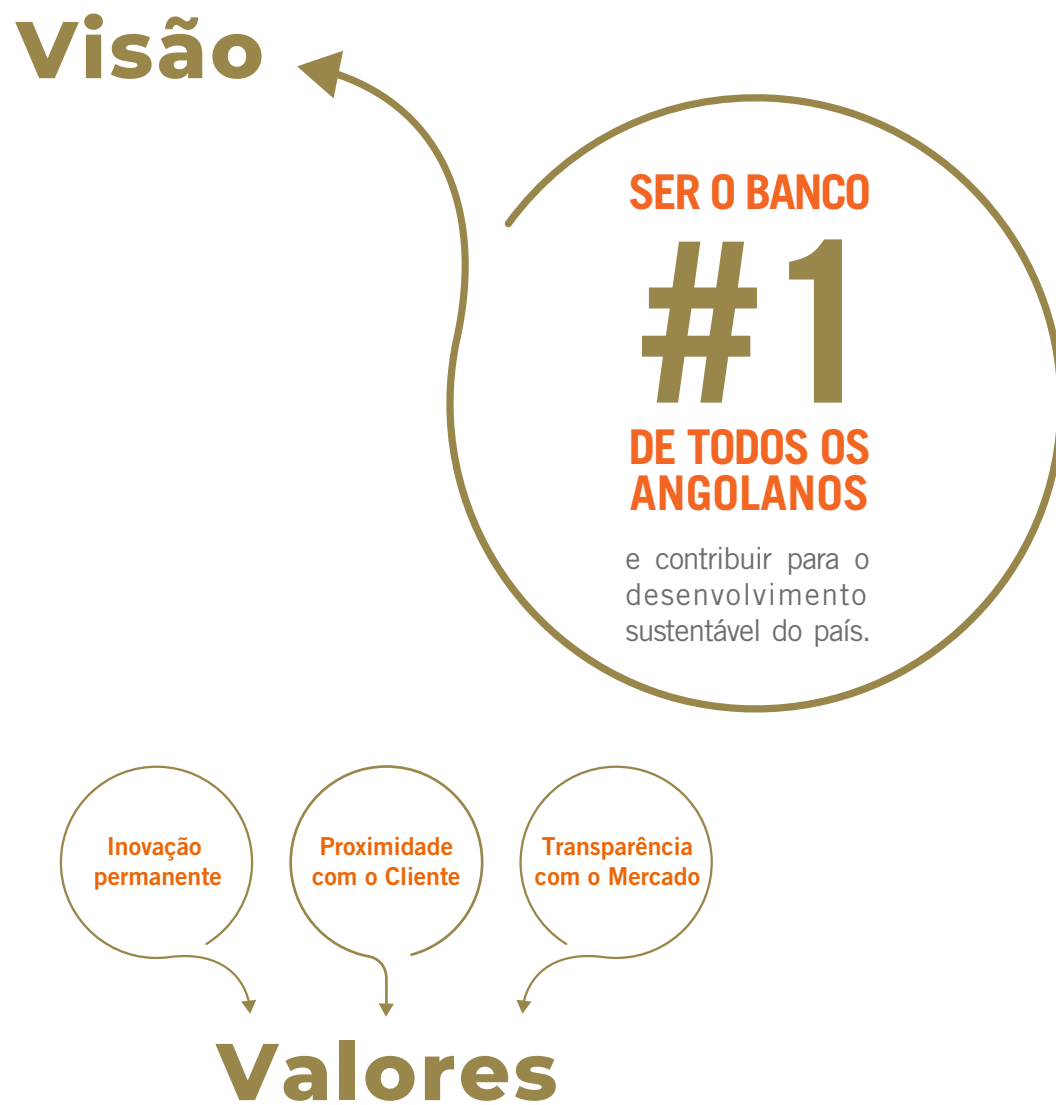 Visão
SER O BANCO
#1
DE TODOS OS
ANGOLANOS
e contribuir para o
desenvolvimento
sustentável do país.
Inovação
permanente
Proximidade
com o Cliente
Transparência
com o Mercado
Valores